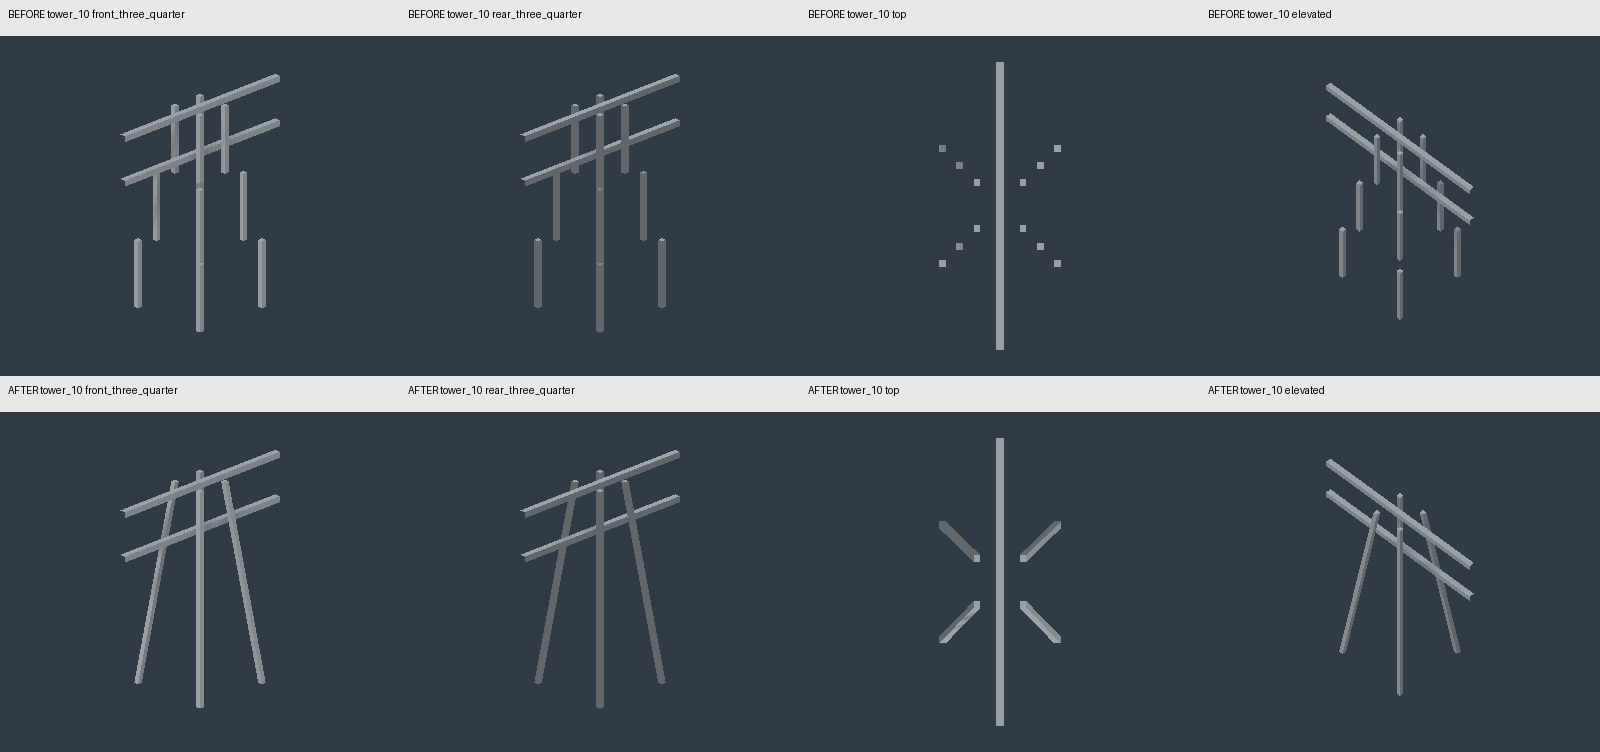 BEFORE tower_10 front_three_quarter
BEFORE tower_10 rear_three_quarter
BEFORE tower_10 top
BEFORE tower_10 elevated
AFTER tower_10 front_three_quarter
AFTER tower_10 rear_three_quarter
AFTER tower_10 top
AFTER tower_10 elevated